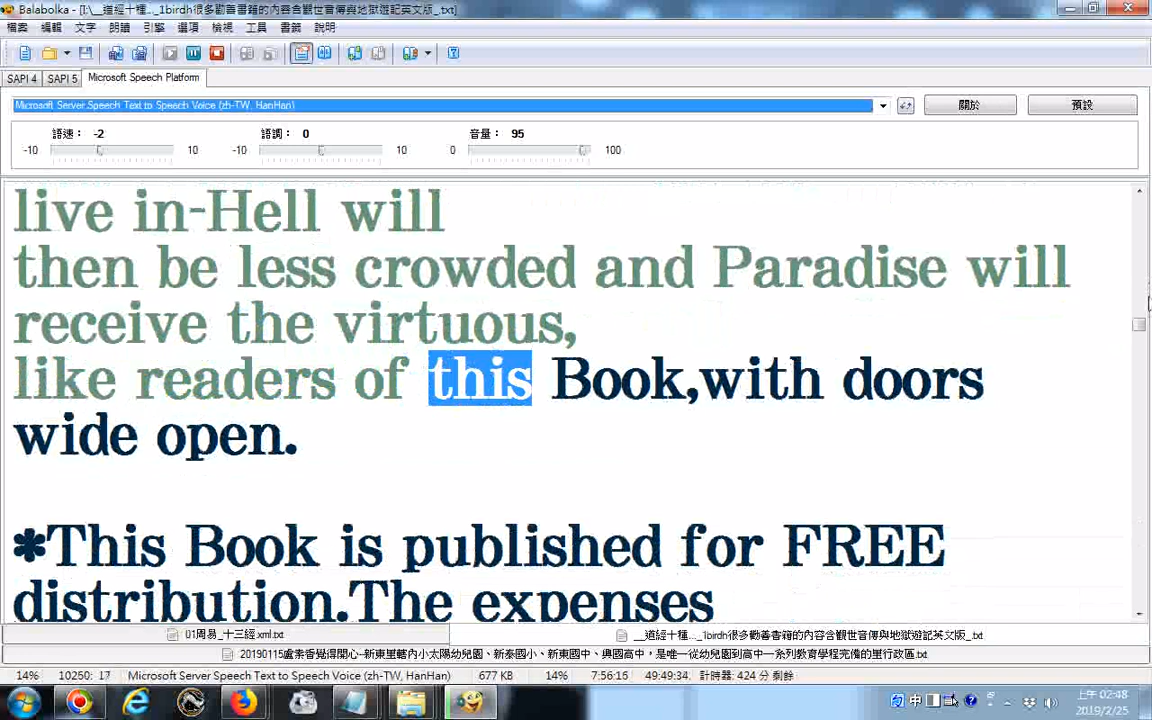 Balabolka - [I:\__道經十種..._1birdh很多勸善書籍的內容含觀世音傳與地獄遊記英文版_.txt]
檔案 編輯 文字 朗讀 引擎 選項 檢視 工具 書籤 說明
SAPI 4 SAPI 5 Microsoft Speech Platform
Microsoft Server Speech Text to Speech Voice (zh-TW, HanHan)
關於 預設
語速： -2 語調： 0 音量： 95
-10 10 -10 10 0 100
live in-Hell will
then be less crowded and Paradise will
receive the virtuous,
like readers of this Book,with doors
wide open.
*This Book is published for FREE
distribution.The expenses
01周易_十三經.xml.txt __道經十種..._1birdh很多勸善書籍的內容含觀世音傳與地獄遊記英文版_.txt
20190115盧素香覺得開心-新東里轄內小太陽幼兒園、新泰國小、新東國中、興國高中，是唯一從幼兒園到高中一系列教育學程完備的里行政區.txt
14% 10250: 17 Microsoft Server Speech Text to Speech Voice (zh-TW, HanHan) 677 KB 14% 7:56:16 49:49:34. 計時器: 424 分 剩餘
中
上午 02:48
2019/2/25